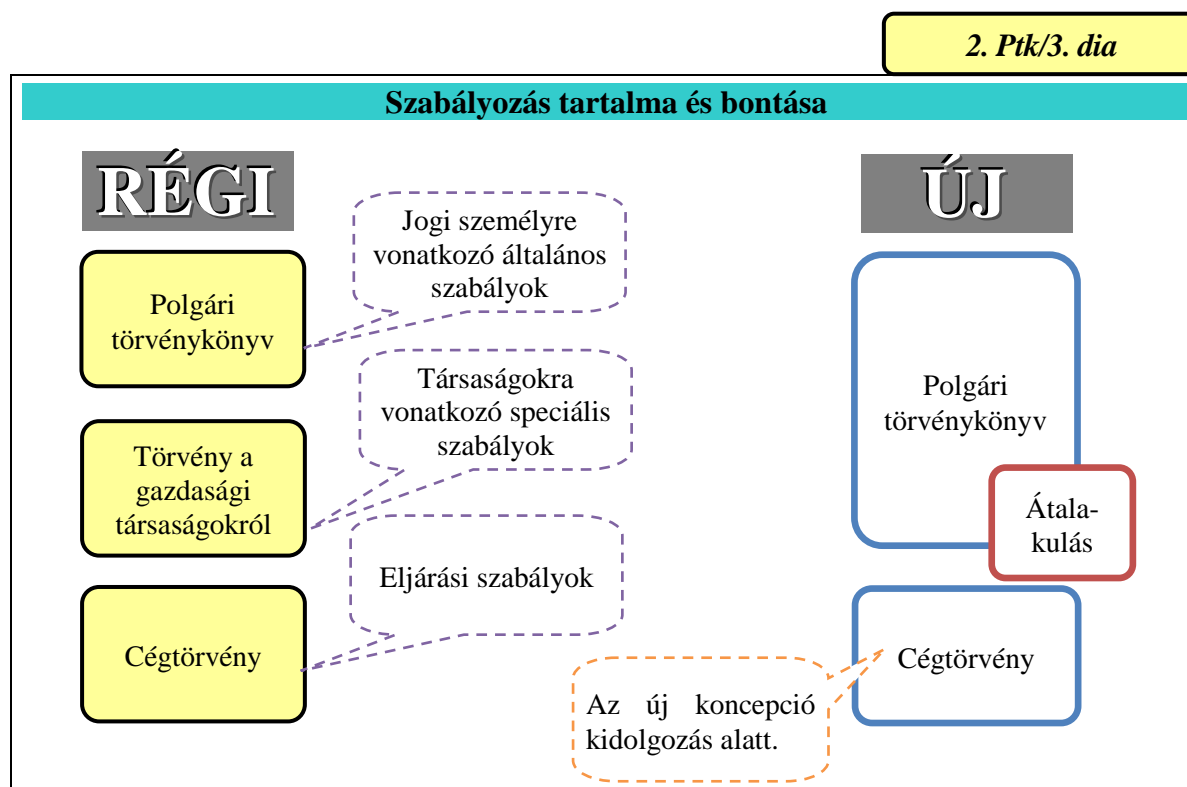 2. Ptk/3. dia
Szabályozás tartalma és bontása
RÉGI
ÚJ
Jogi személyre
vonatkozó általános
szabályok
Polgári
törvénykönyv
Társaságokra
vonatkozó speciális
szabályok
Törvény a
gazdasági
társaságokról
Eljárási szabályok
Cégtörvény
Polgári
törvénykönyv
Átala-
kulás
Cégtörvény
Az új koncepció
kidolgozás alatt.